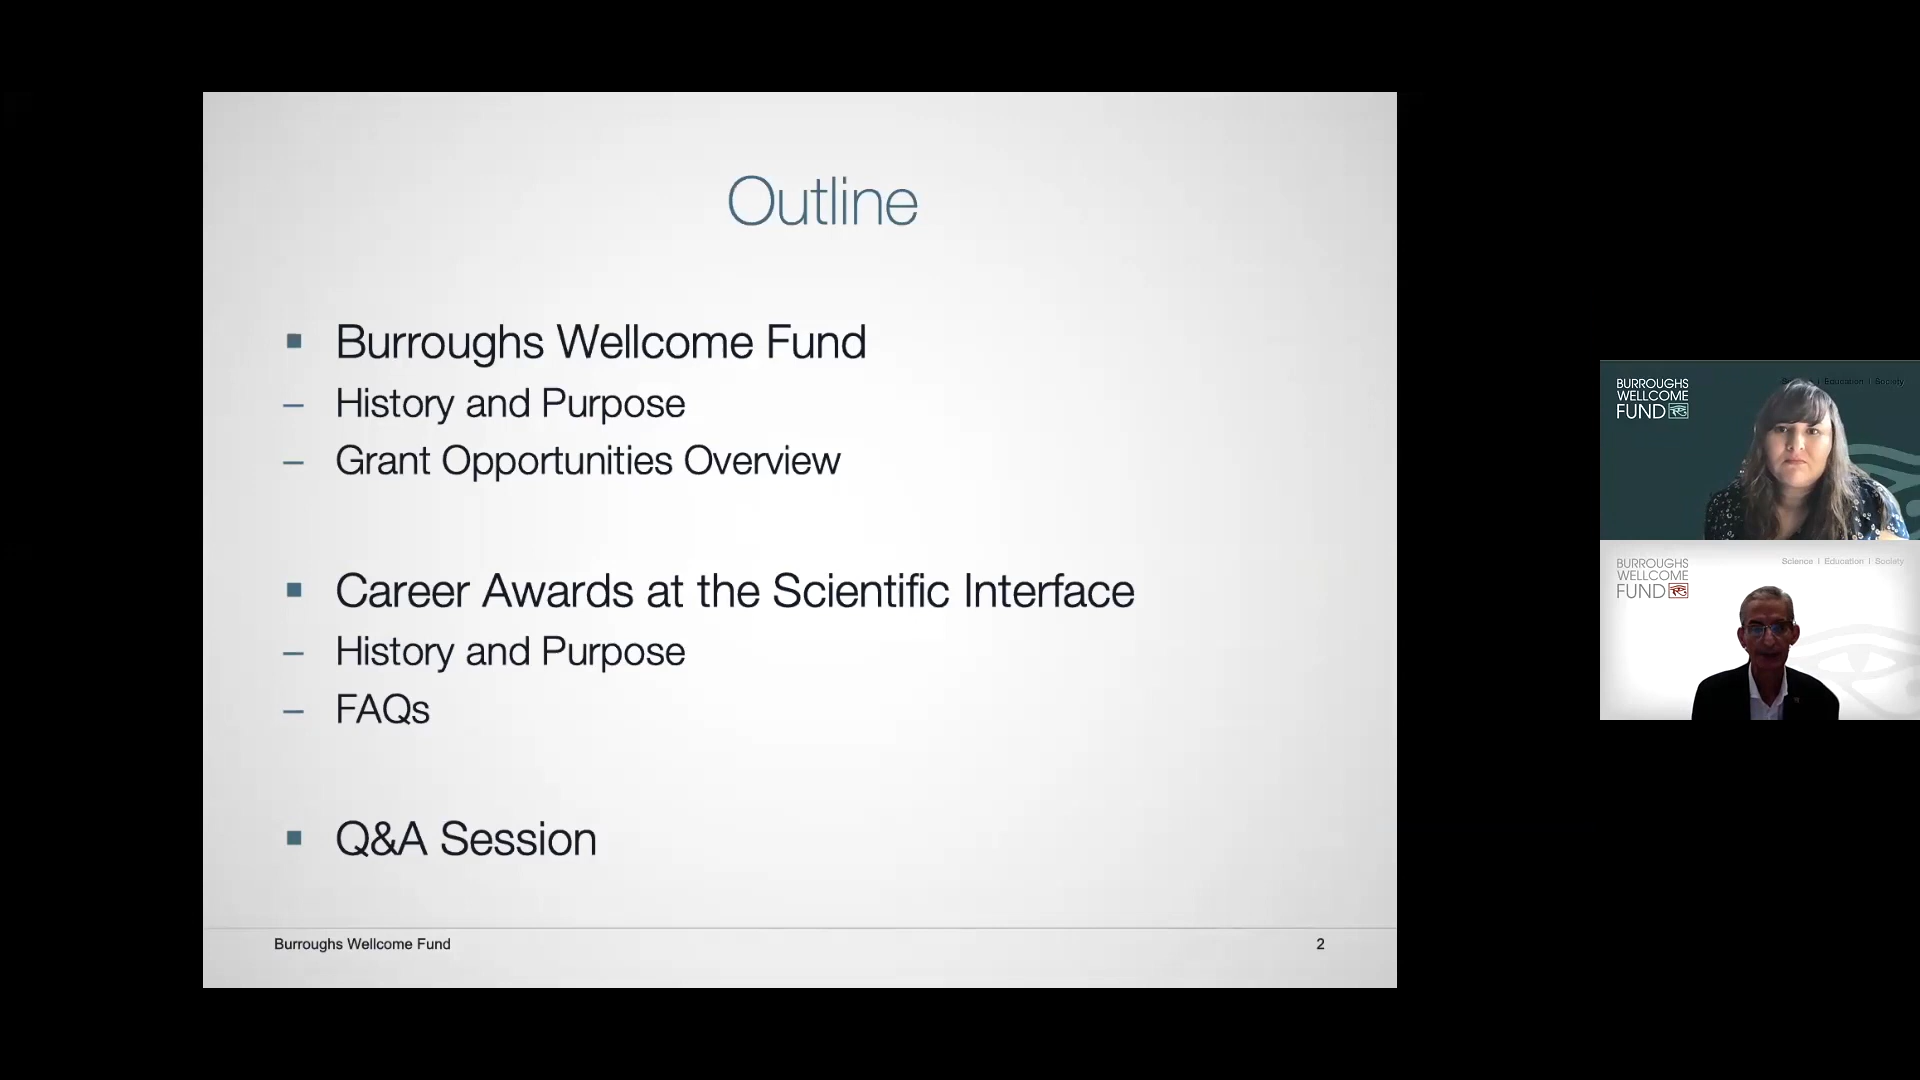 Outline
Burroughs Wellcome Fund
– History and Purpose
– Grant Opportunities Overview
Career Awards at the Scientific Interface
– History and Purpose
– FAQs
Q&A Session
Burroughs Wellcome Fund
2
BURROUGHS
WELLCOME
FUND
Education | Society
BURROUGHS
WELLCOME
FUND
Science | Education | Society